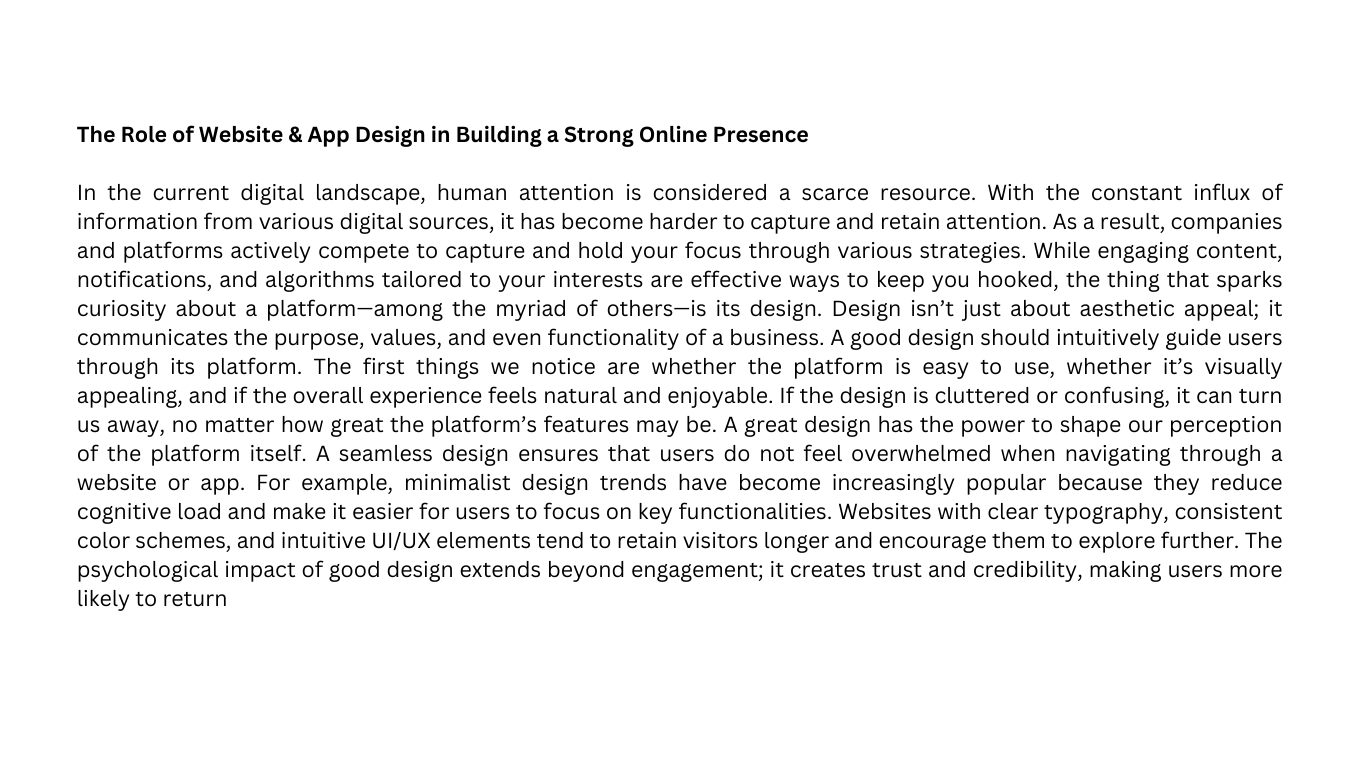 The Role of Website & App Design in Building a Strong Online Presence
In the current digital landscape, human attention is considered a scarce resource. With the constant influx of
information from various digital sources, it has become harder to capture and retain attention. As a result, companies
and platforms actively compete to capture and hold your focus through various strategies. While engaging content,
notifications, and algorithms tailored to your interests are effective ways to keep you hooked, the thing that sparks
curiosity about a platform—among the myriad of others—is its design. Design isn’t just about aesthetic appeal; it
communicates the purpose, values, and even functionality of a business. A good design should intuitively guide users
through its platform. The first things we notice are whether the platform is easy to use, whether it’s visually
appealing, and if the overall experience feels natural and enjoyable. If the design is cluttered or confusing, it can turn
us away, no matter how great the platform’s features may be. A great design has the power to shape our perception
of the platform itself. A seamless design ensures that users do not feel overwhelmed when navigating through a
website or app. For example, minimalist design trends have become increasingly popular because they reduce
cognitive load and make it easier for users to focus on key functionalities. Websites with clear typography, consistent
color schemes, and intuitive UI/UX elements tend to retain visitors longer and encourage them to explore further. The
psychological impact of good design extends beyond engagement; it creates trust and credibility, making users more
likely to return